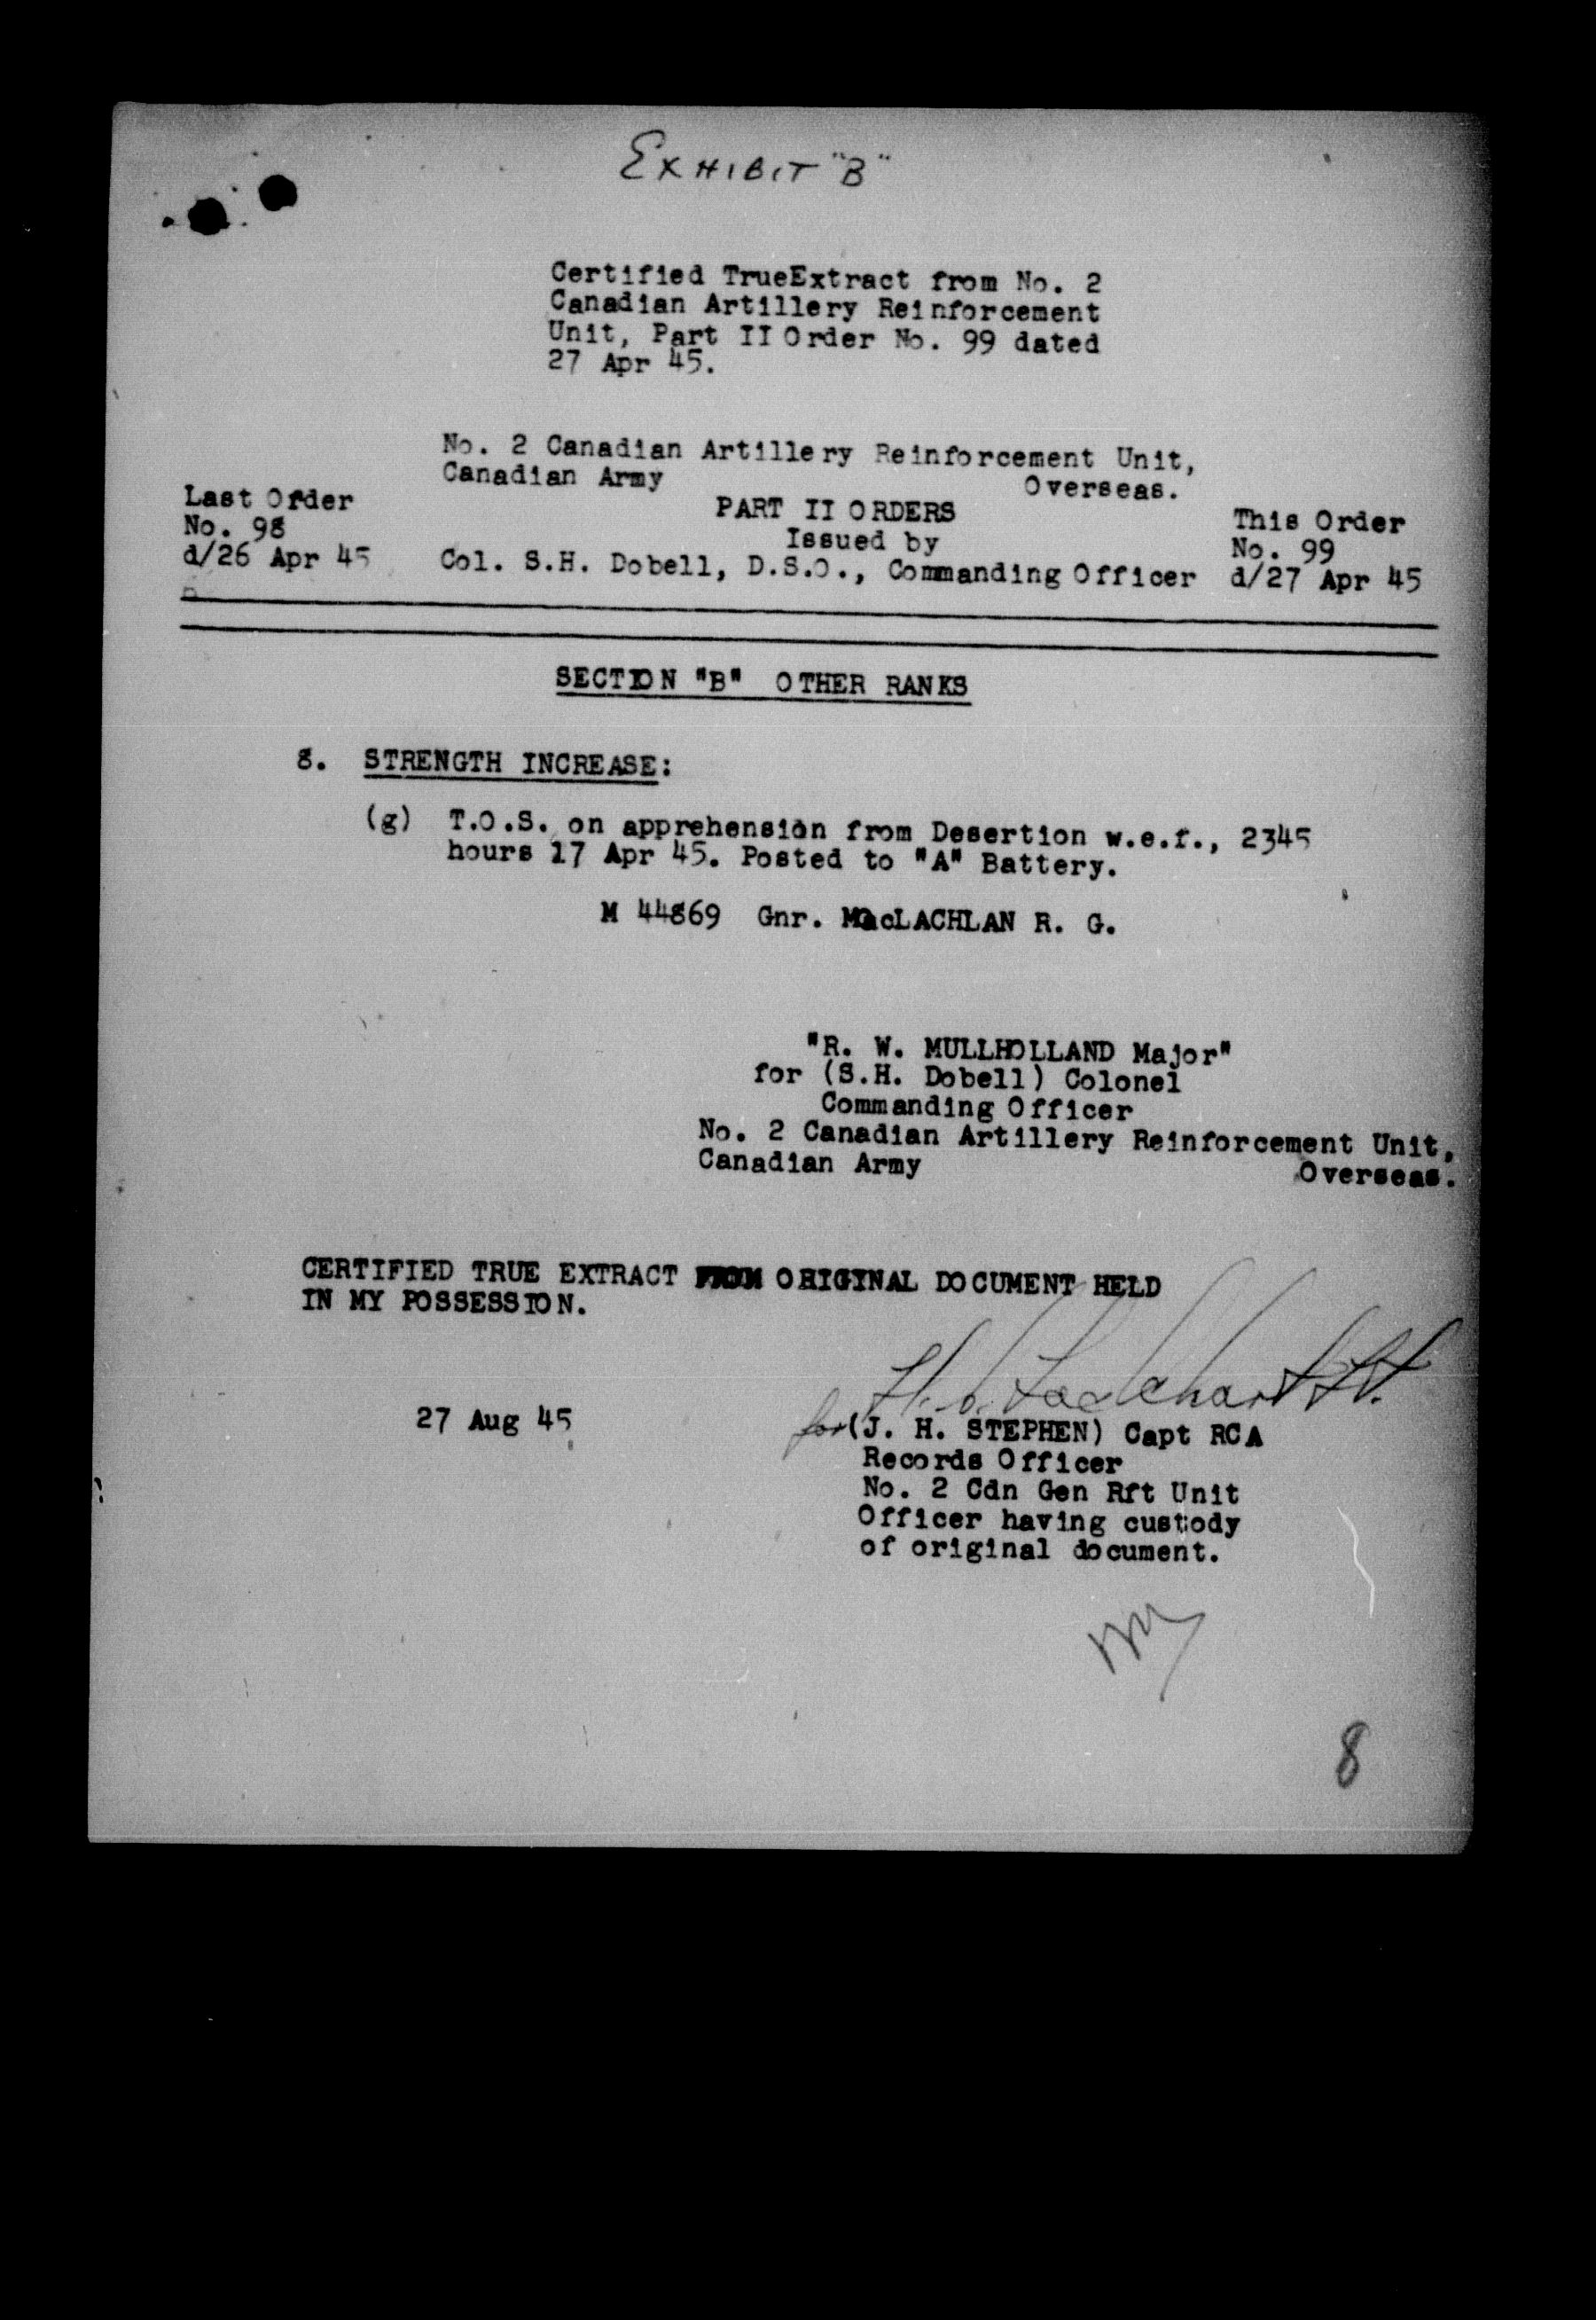 EXHIBIT "B"
Certified TrueExtract from No. 2
Canadian Artillery Reinforcement
Unit, Part II Order No. 99 dated
27 Apr 45.
No. 2 Canadian Artillery Reinforcement Unit,
Canadian Army Overseas.
Last Order
No. 98
d/26 Apr 45
PART II ORDERS
Issued by
Col. S.H. Dobell, D.S.O., Commanding Officer
This Order
No. 99
d/27 Apr 45
SECTION "B" OTHER RANKS
8. STRENGTH INCREASE:
(g) T.O.S. on apprehension from Desertion w.e.f., 2345
hours 17 Apr 45. Posted to "A" Battery.
M 44869 Gnr. MacLACHLAN R. G.
"R. W. MULLHOLLAND Major"
for (S.H. Dobell) Colonel
Commanding Officer
No. 2 Canadian Artillery Reinforcement Unit,
Canadian Army Overseas.
CERTIFIED TRUE EXTRACT FROM ORIGINAL DOCUMENT HELD
IN MY POSSESSION.
Lockhart Lt.
27 Aug 45
for (J. H. STEPHEN) Capt RCA
Records Officer
No. 2 Cdn Gen Rft Unit
Officer having custody
of original document.
8